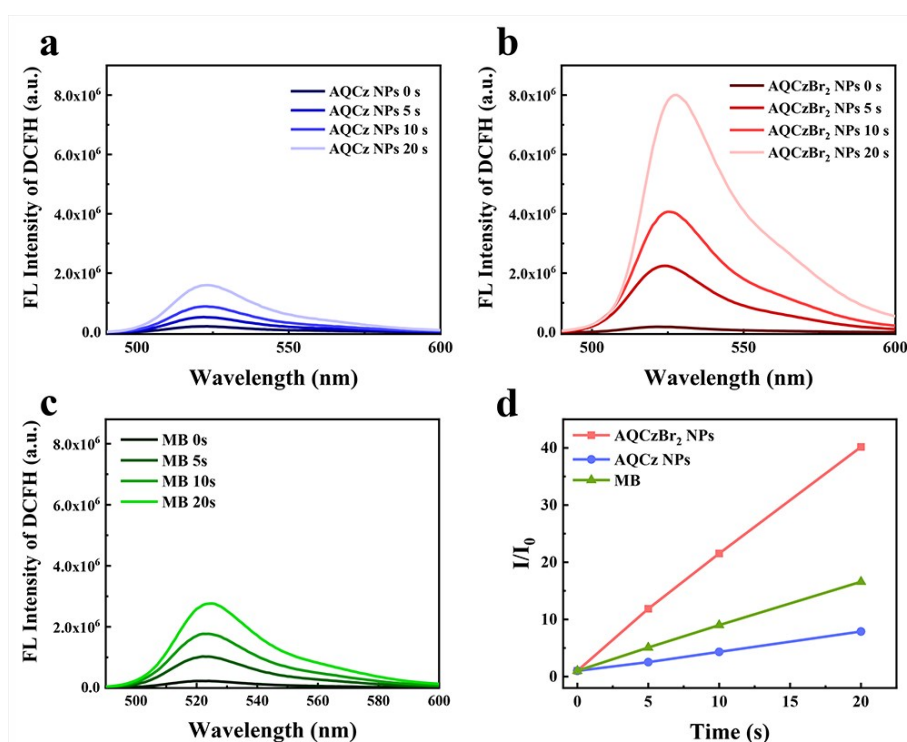 a
FL Intensity of DCFH (a.u.)
8.0x10⁶
6.0x10⁶
4.0x10⁶
2.0x10⁶
0.0
AQCz NPs 0 s
AQCz NPs 5 s
AQCz NPs 10 s
AQCz NPs 20 s
500 550 600
Wavelength (nm)
b
FL Intensity of DCFH (a.u.)
8.0x10⁶
6.0x10⁶
4.0x10⁶
2.0x10⁶
0.0
AQCzBr₂ NPs 0 s
AQCzBr₂ NPs 5 s
AQCzBr₂ NPs 10 s
AQCzBr₂ NPs 20 s
500 550 600
Wavelength (nm)
c
FL Intensity of DCFH (a.u.)
8.0x10⁶
6.0x10⁶
4.0x10⁶
2.0x10⁶
0.0
MB 0s
MB 5s
MB 10s
MB 20s
500 520 540 560 580 600
Wavelength (nm)
d
I/I₀
40
30
20
10
0
AQCzBr₂ NPs
AQCz NPs
MB
0 5 10 15 20
Time (s)